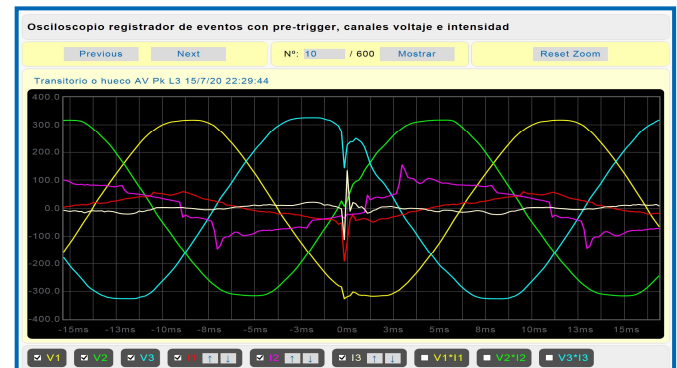 Osciloscopio registrador de eventos con pre-trigger, canales voltaje e intensidad
Previous Next Nº: 10 / 600 Mostrar Reset Zoom
Transitorio o hueco AV Pk L3 15/7/20 22:29:44
400.0
300.0
200.0
100.0
0.0
-100.0
-200.0
-300.0
-400.0
-15ms -13ms -10ms -8ms -5ms -3ms 0ms 3ms 5ms 8ms 10ms 13ms 15ms
V1 V2 V3 I1 ↑ ↓ I2 ↑ ↓ I3 ↑ ↓ V1*I1 V2*I2 V3*I3